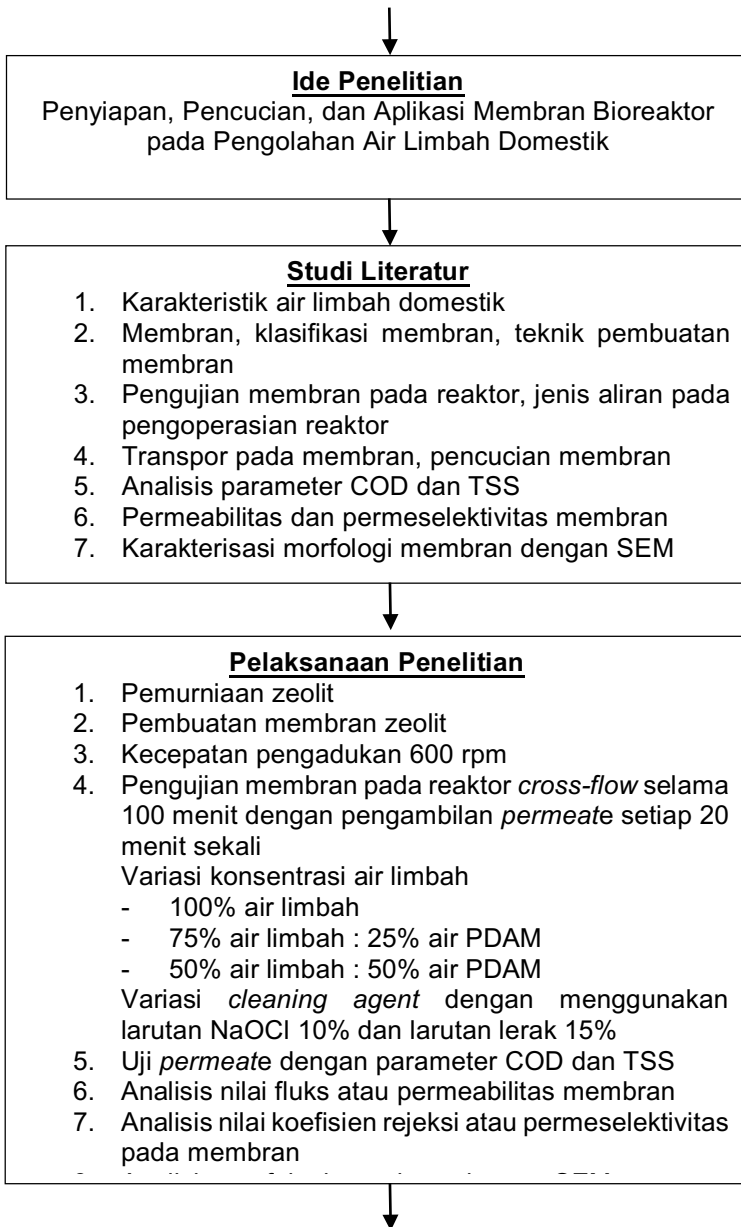 Ide Penelitian
Penyiapan, Pencucian, dan Aplikasi Membran Bioreaktor
pada Pengolahan Air Limbah Domestik
Studi Literatur
1. Karakteristik air limbah domestik
2. Membran, klasifikasi membran, teknik pembuatan
membran
3. Pengujian membran pada reaktor, jenis aliran pada
pengoperasian reaktor
4. Transpor pada membran, pencucian membran
5. Analisis parameter COD dan TSS
6. Permeabilitas dan permeselektivitas membran
7. Karakterisasi morfologi membran dengan SEM
Pelaksanaan Penelitian
1. Pemurniaan zeolit
2. Pembuatan membran zeolit
3. Kecepatan pengadukan 600 rpm
4. Pengujian membran pada reaktor cross-flow selama
100 menit dengan pengambilan permeate setiap 20
menit sekali
Variasi konsentrasi air limbah
- 100% air limbah
- 75% air limbah : 25% air PDAM
- 50% air limbah : 50% air PDAM
Variasi cleaning agent dengan menggunakan
larutan NaOCl 10% dan larutan lerak 15%
5. Uji permeate dengan parameter COD dan TSS
6. Analisis nilai fluks atau permeabilitas membran
7. Analisis nilai koefisien rejeksi atau permeselektivitas
pada membran